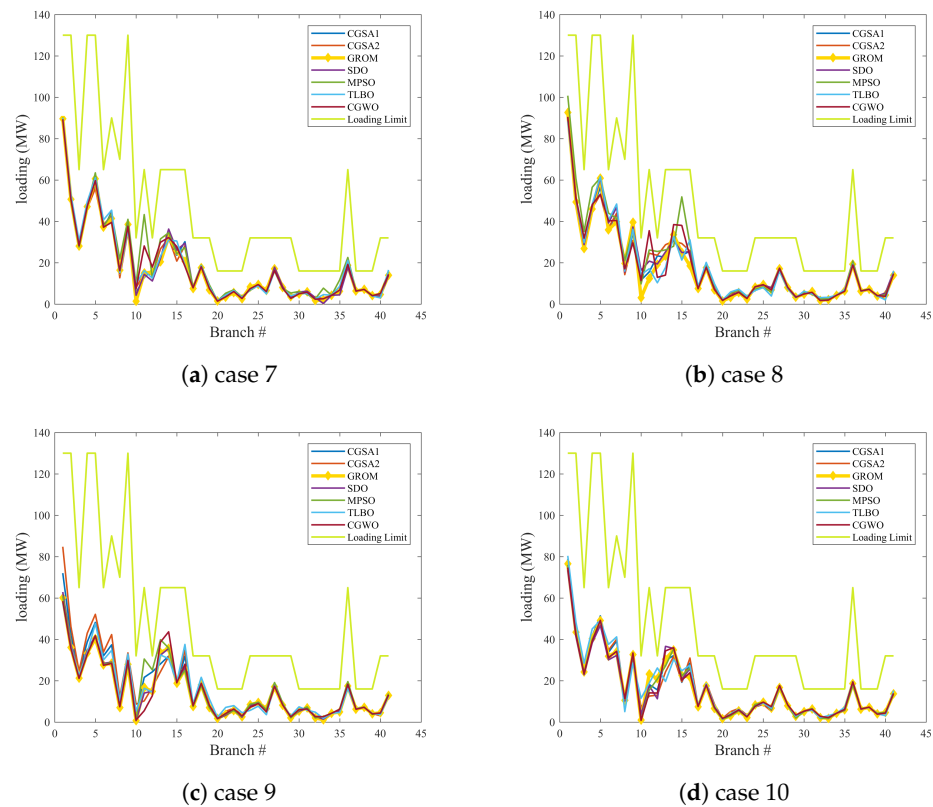 140
120
100
80
60
40
20
0
loading (MW)
0 5 10 15 20 25 30 35 40 45
Branch #
CGSA1
CGSA2
GROM
SDO
MPSO
TLBO
CGWO
Loading Limit
(a) case 7
140
120
100
80
60
40
20
0
loading (MW)
0 5 10 15 20 25 30 35 40 45
Branch #
CGSA1
CGSA2
GROM
SDO
MPSO
TLBO
CGWO
Loading Limit
(b) case 8
140
120
100
80
60
40
20
0
loading (MW)
0 5 10 15 20 25 30 35 40 45
Branch #
CGSA1
CGSA2
GROM
SDO
MPSO
TLBO
CGWO
Loading Limit
(c) case 9
140
120
100
80
60
40
20
0
loading (MW)
0 5 10 15 20 25 30 35 40 45
Branch #
CGSA1
CGSA2
GROM
SDO
MPSO
TLBO
CGWO
Loading Limit
(d) case 10